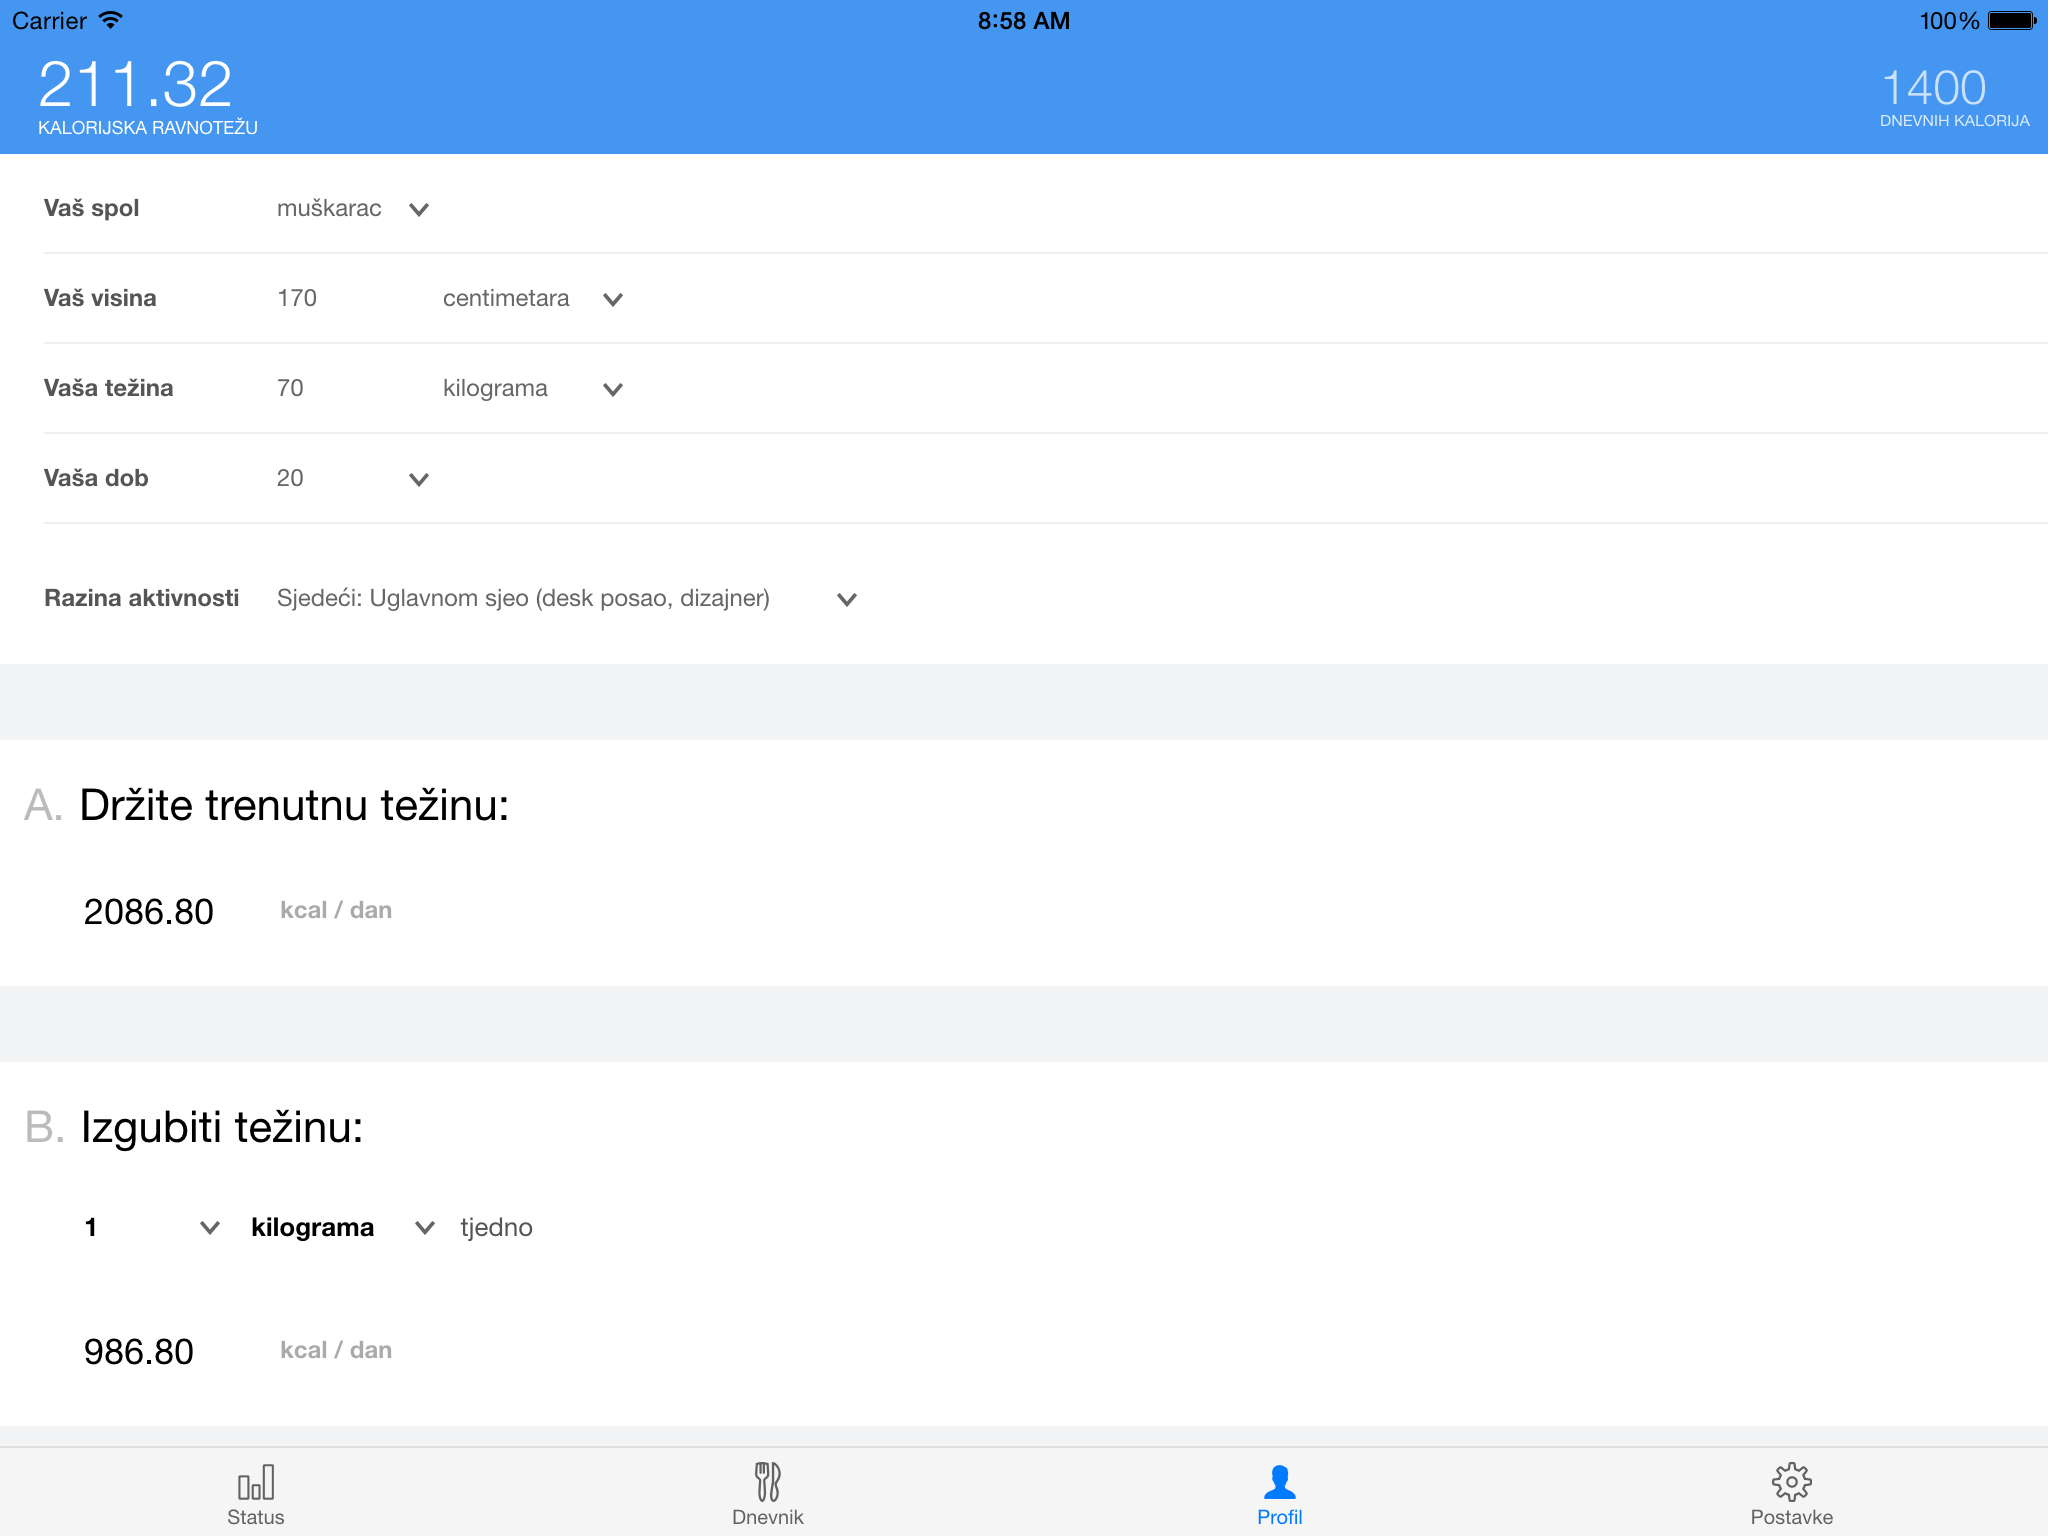 Carrier 8:58 AM 100%
211.32 1400
KALORIJSKA RAVNOTEŽU DNEVNIH KALORIJA
Vaš spol muškarac
Vaš visina 170 centimetara
Vaša težina 70 kilograma
Vaša dob 20
Razina aktivnosti Sjedeći: Uglavnom sjeo (desk posao, dizajner)
A. Držite trenutnu težinu:
2086.80 kcal / dan
B. Izgubiti težinu:
1 kilograma tjedno
986.80 kcal / dan
Status Dnevnik Profil Postavke